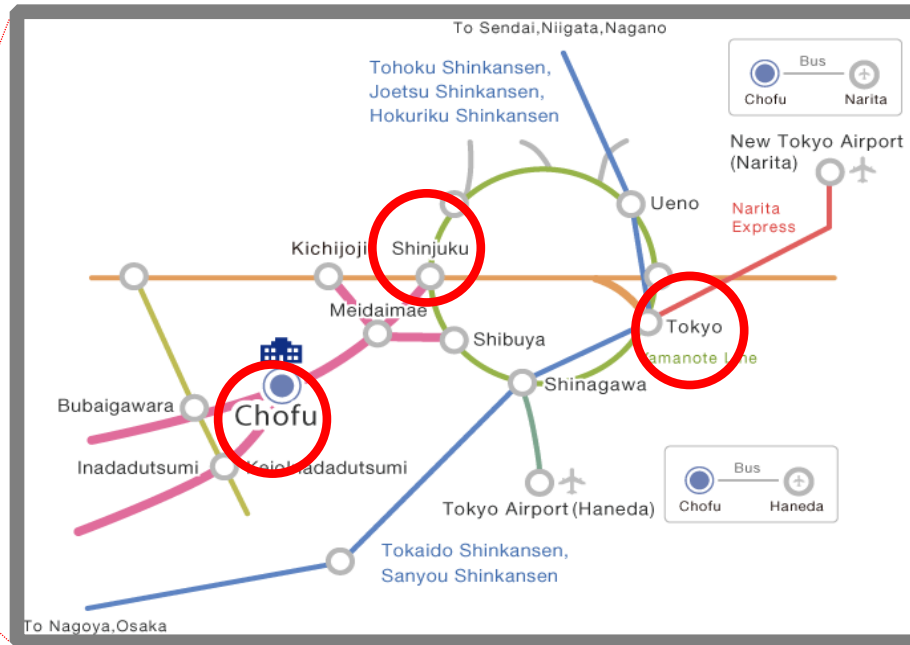 To Sendai,Niigata,Nagano
Tohoku Shinkansen,
Joetsu Shinkansen,
Hokuriku Shinkansen
Bus
Chofu
Narita
New Tokyo Airport
(Narita)
Ueno
Narita
Express
Kichijoji
Shinjuku
Meidaimae
Shibuya
Tokyo
Yamanote Line
Shinagawa
Bubaigawara
Chofu
Inadadutsumi
KeioInadadutsumi
Tokyo Airport (Haneda)
Bus
Chofu
Haneda
Tokaido Shinkansen,
Sanyou Shinkansen
To Nagoya,Osaka